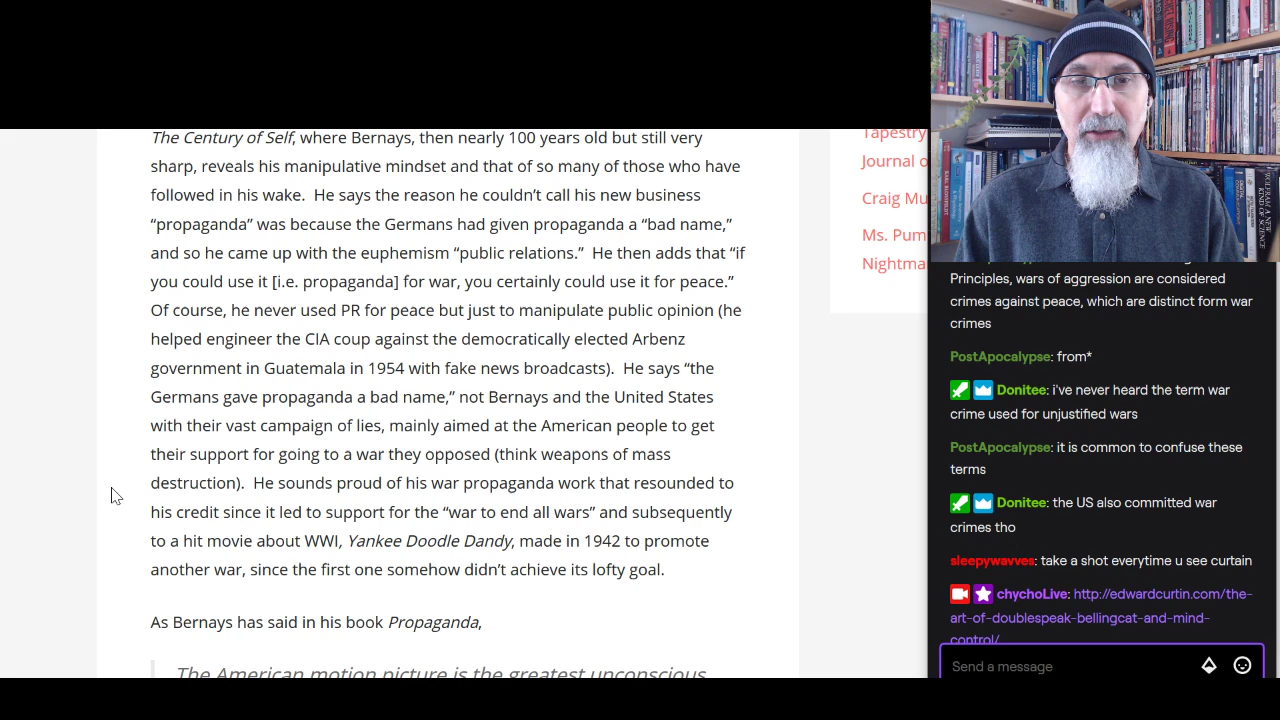 The Century of Self, where Bernays, then nearly 100 years old but still very
sharp, reveals his manipulative mindset and that of so many of those who have
followed in his wake.  He says the reason he couldn’t call his new business
“propaganda” was because the Germans had given propaganda a “bad name,”
and so he came up with the euphemism “public relations.”  He then adds that “if
you could use it [i.e. propaganda] for war, you certainly could use it for peace.”
Of course, he never used PR for peace but just to manipulate public opinion (he
helped engineer the CIA coup against the democratically elected Arbenz
government in Guatemala in 1954 with fake news broadcasts).  He says “the
Germans gave propaganda a bad name,” not Bernays and the United States
with their vast campaign of lies, mainly aimed at the American people to get
their support for going to a war they opposed (think weapons of mass
destruction).  He sounds proud of his war propaganda work that resounded to
his credit since it led to support for the “war to end all wars” and subsequently
to a hit movie about WWI, Yankee Doodle Dandy, made in 1942 to promote
another war, since the first one somehow didn’t achieve its lofty goal.
As Bernays has said in his book Propaganda,
The American motion picture is the greatest unconscious
Tapestry
Journal o
Craig Mu
Ms. Pum
Nightma
WOLFRAM A NEW KIND OF SCIENCE
Principles, wars of aggression are considered
crimes against peace, which are distinct form war
crimes
PostApocalypse: from*
Donitee: i've never heard the term war
crime used for unjustified wars
PostApocalypse: it is common to confuse these
terms
Donitee: the US also committed war
crimes tho
sleepywavves: take a shot everytime u see curtain
chychoLive: http://edwardcurtin.com/the-
art-of-doublespeak-bellingcat-and-mind-
control/
Send a message